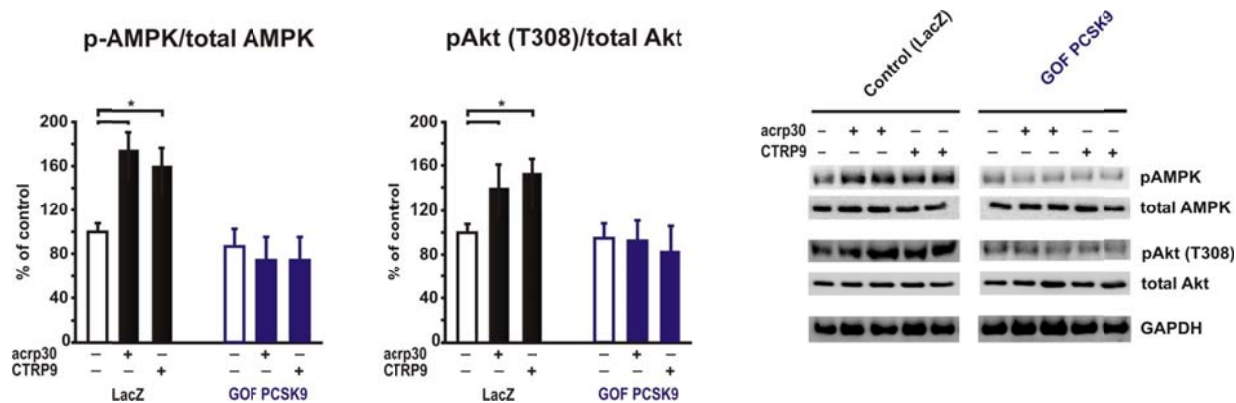 p-AMPK/total AMPK
200
160
120
80
40
0
% of control
*
acrp30 – + – – + –
CTRP9 – – + – – +
LacZ GOF PCSK9
pAkt (T308)/total Akt
200
160
120
80
40
0
% of control
*
acrp30 – + – – + –
CTRP9 – – + – – +
LacZ GOF PCSK9
Control (LacZ) GOF PCSK9
acrp30 – + + – – – + + – –
CTRP9 – – – + + – – – + +
pAMPK
total AMPK
pAkt (T308)
total Akt
GAPDH